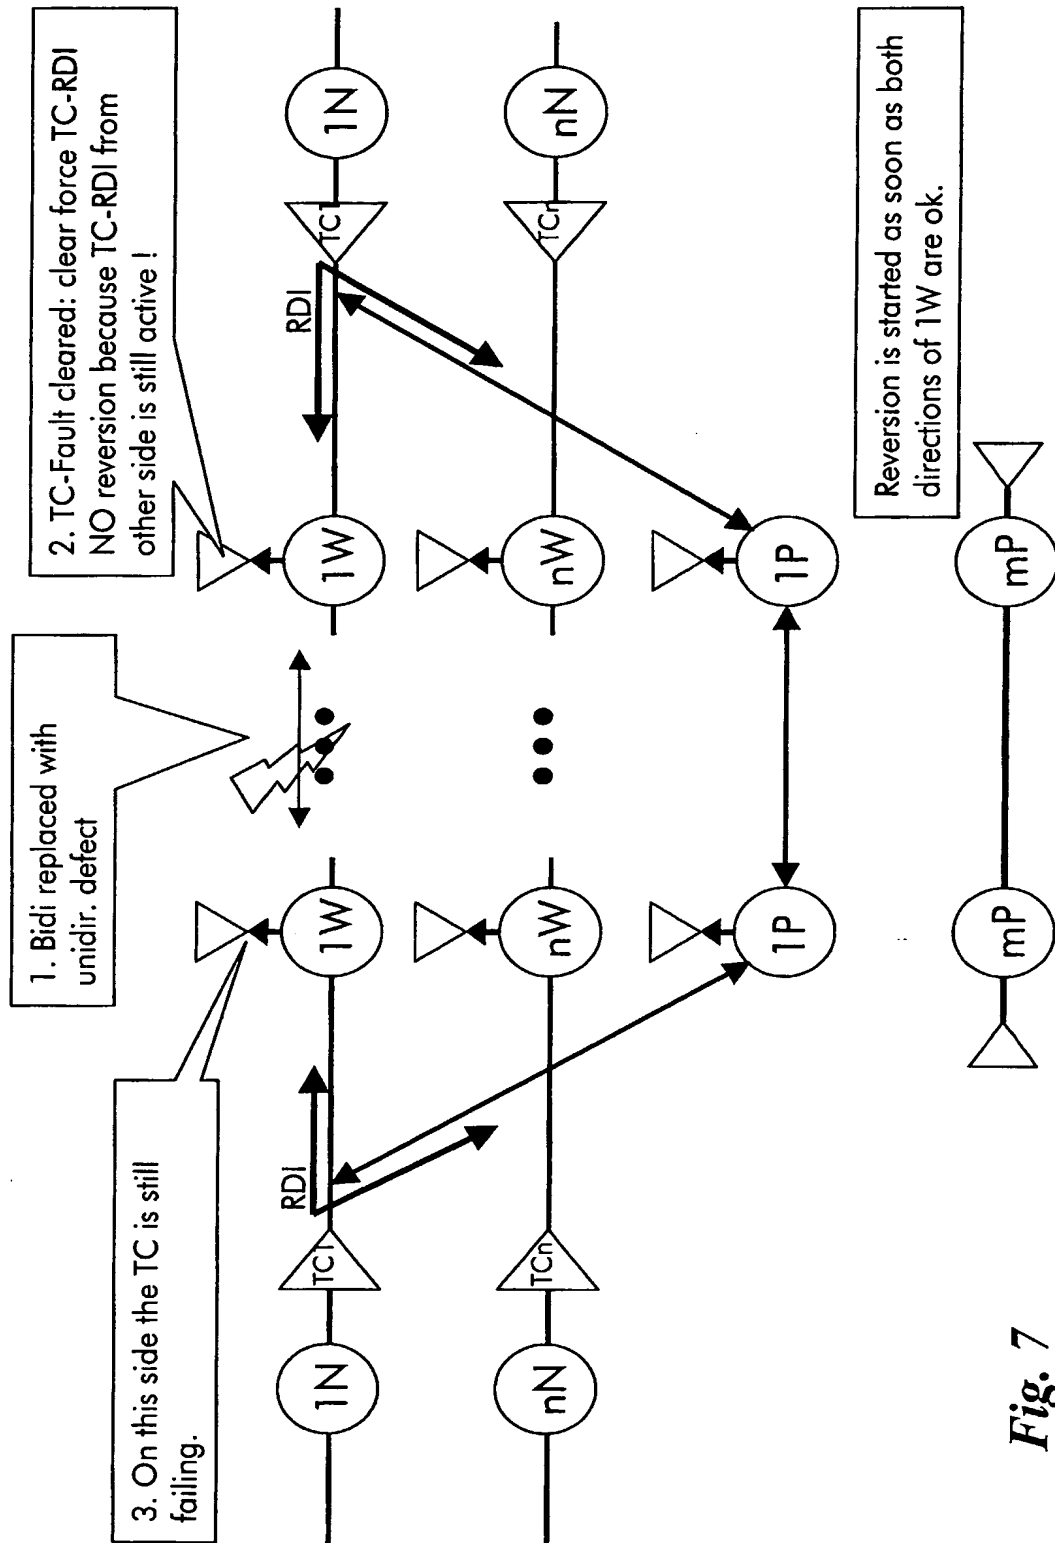 1. Bidi replaced with
unidir. defect
2. TC-Fault cleared: clear force TC-RDI
NO reversion because TC-RDI from
other side is still active !
3. On this side the TC is still
failing.
1N
TC1
RDI
1W
1W
RDI
TC1
1N
nN
TCn
nW
nW
TCn
nN
1P
1P
Reversion is started as soon as both
directions of 1W are ok.
mP
mP
Fig. 7